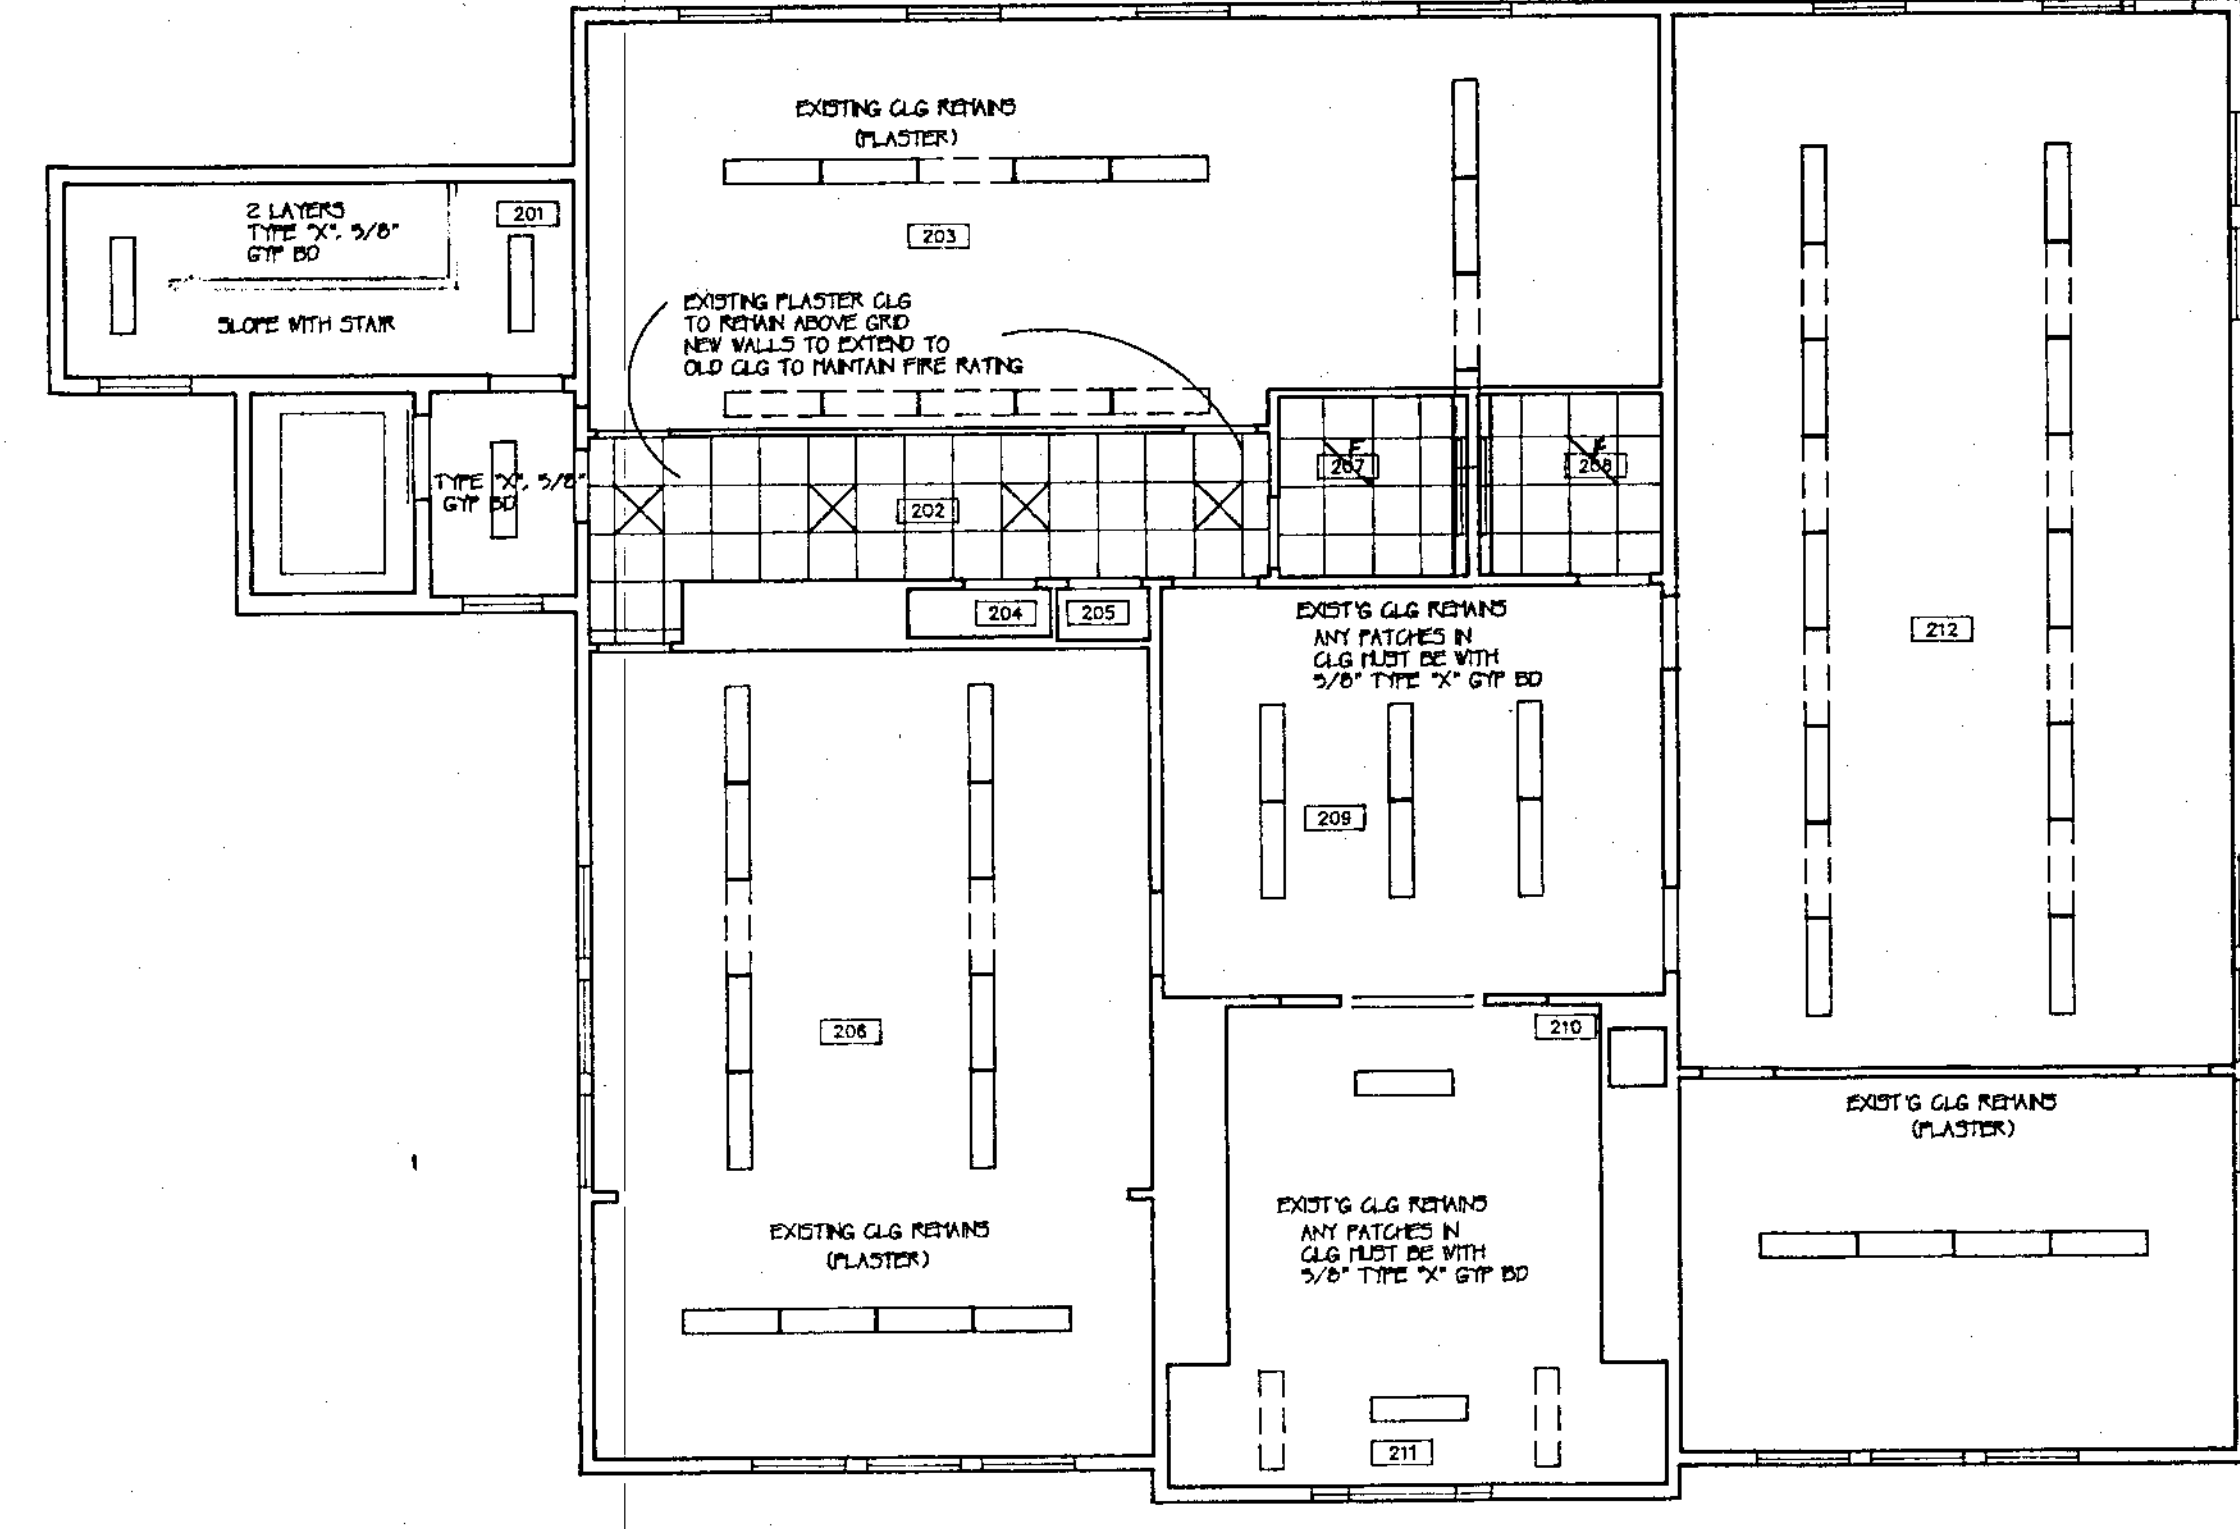 EXISTING CLG REMAINS
(PLASTER)
2 LAYERS
TYPE "X", 5/8"
GYP BD
201
203
SLOPE WITH STAIR
EXISTING PLASTER CLG
TO REMAIN ABOVE GRID
NEW WALLS TO EXTEND TO
OLD CLG TO MAINTAIN FIRE RATING
TYPE "X", 5/8"
GYP BD
202
F
207
F
208
204
205
EXIST'G CLG REMAINS
ANY PATCHES IN
CLG MUST BE WITH
5/8" TYPE "X" GYP BD
212
209
206
210
EXIST'G CLG REMAINS
(PLASTER)
EXISTING CLG REMAINS
(PLASTER)
EXIST'G CLG REMAINS
ANY PATCHES IN
CLG MUST BE WITH
5/8" TYPE "X" GYP BD
211